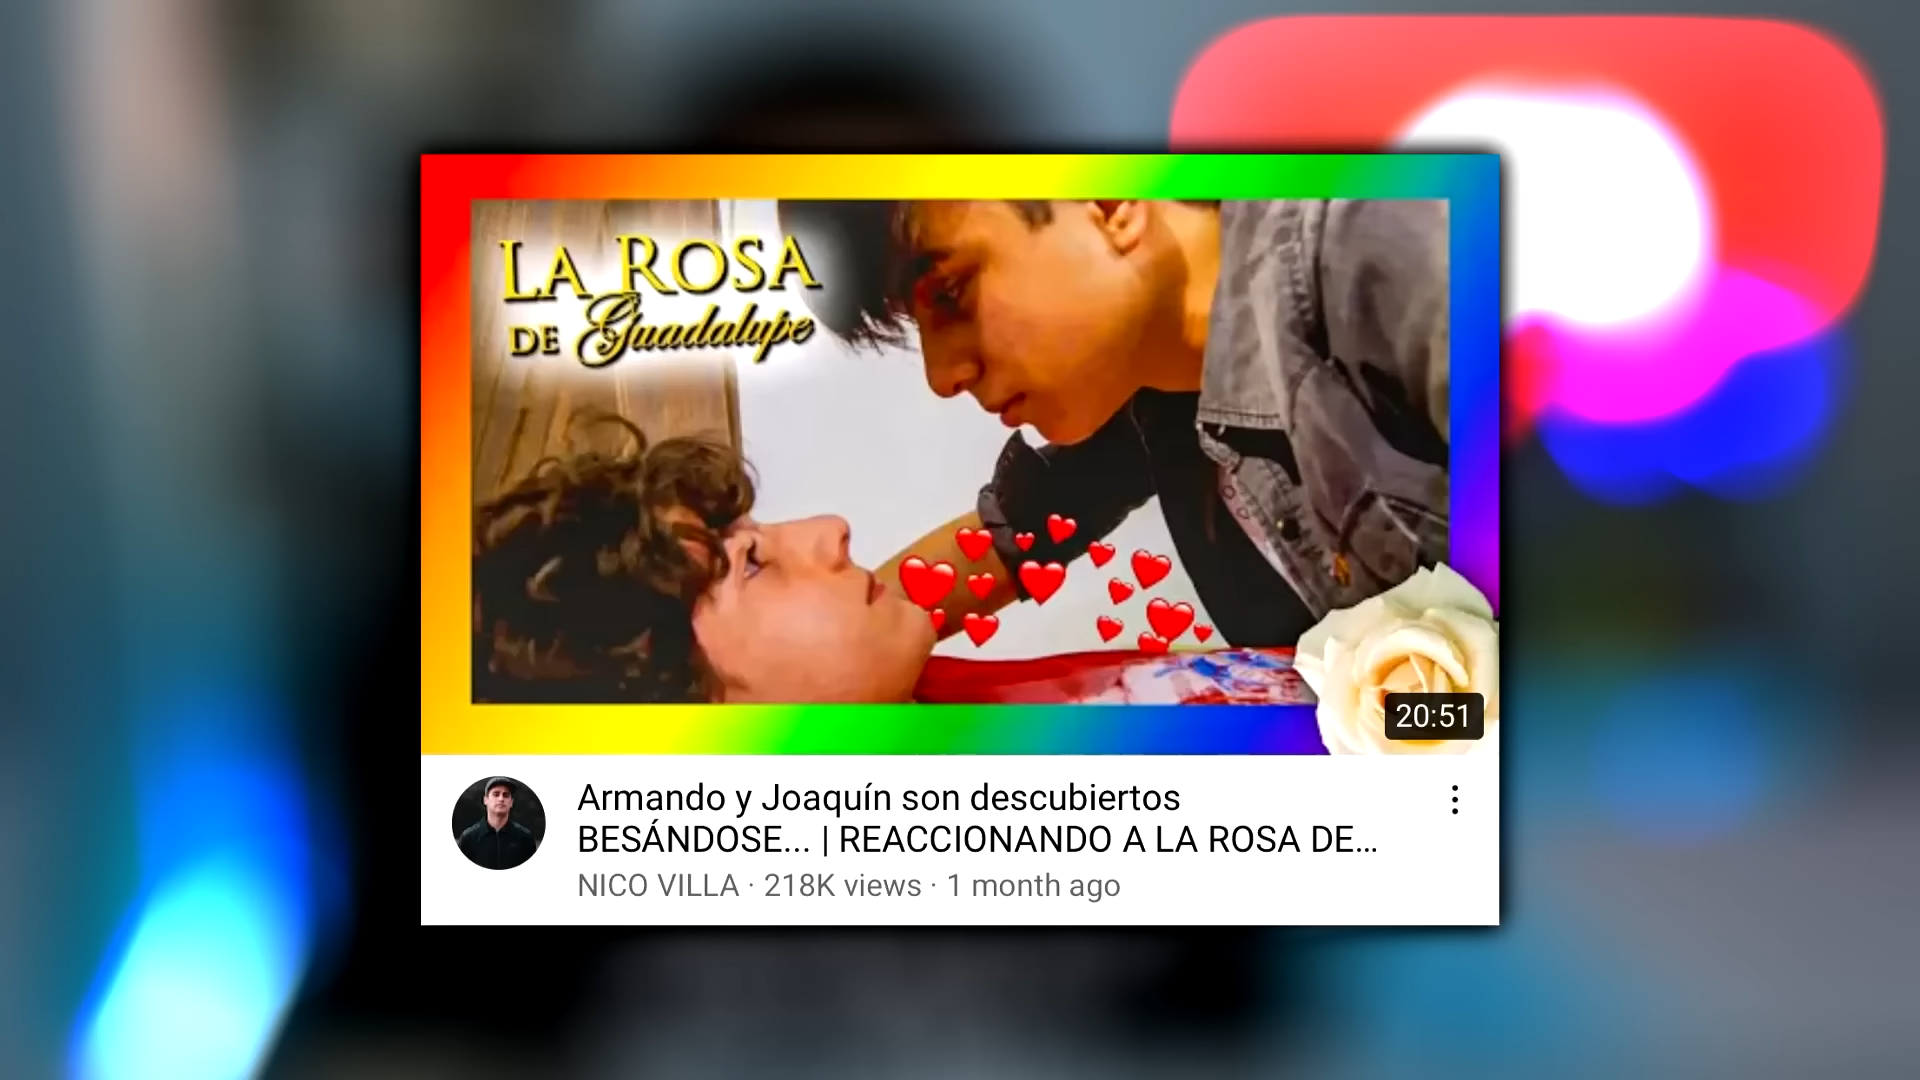 LA ROSA
DE Guadalupe
20:51
Armando y Joaquín son descubiertos
BESÁNDOSE... | REACCIONANDO A LA ROSA DE...
NICO VILLA · 218K views · 1 month ago